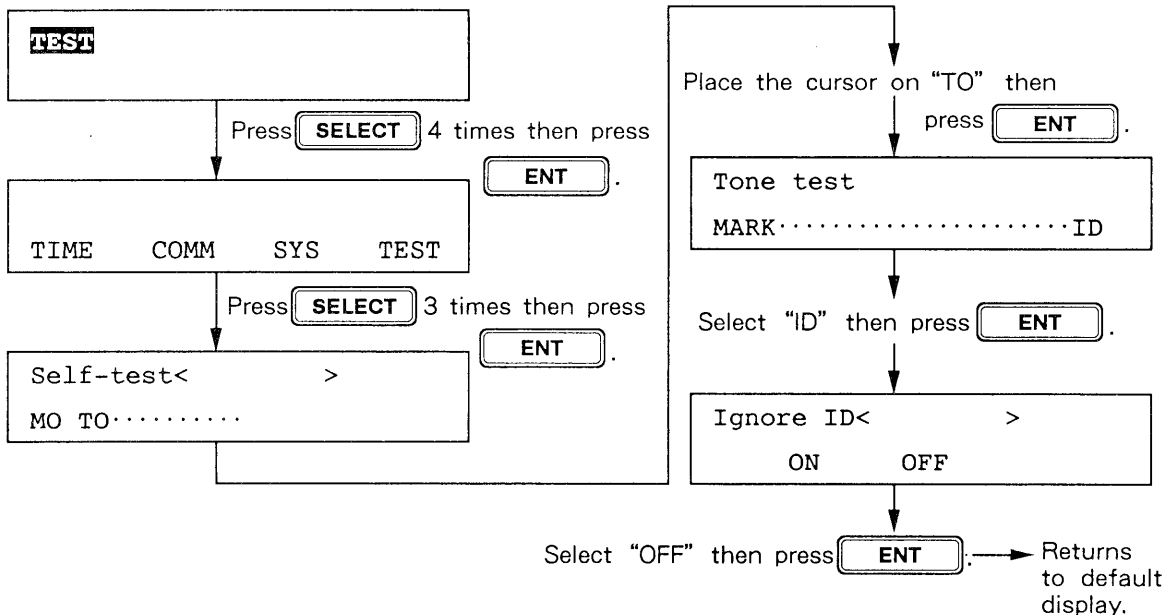 TEST
Press SELECT 4 times then press
ENT .
TIME COMM SYS TEST
Press SELECT 3 times then press
ENT .
Self-test< >
MO TO··········
Place the cursor on “TO” then
press ENT .
Tone test
MARK······················ID
Select “ID” then press ENT .
Ignore ID< >
ON OFF
Select “OFF” then press ENT . Returns
to default
display.